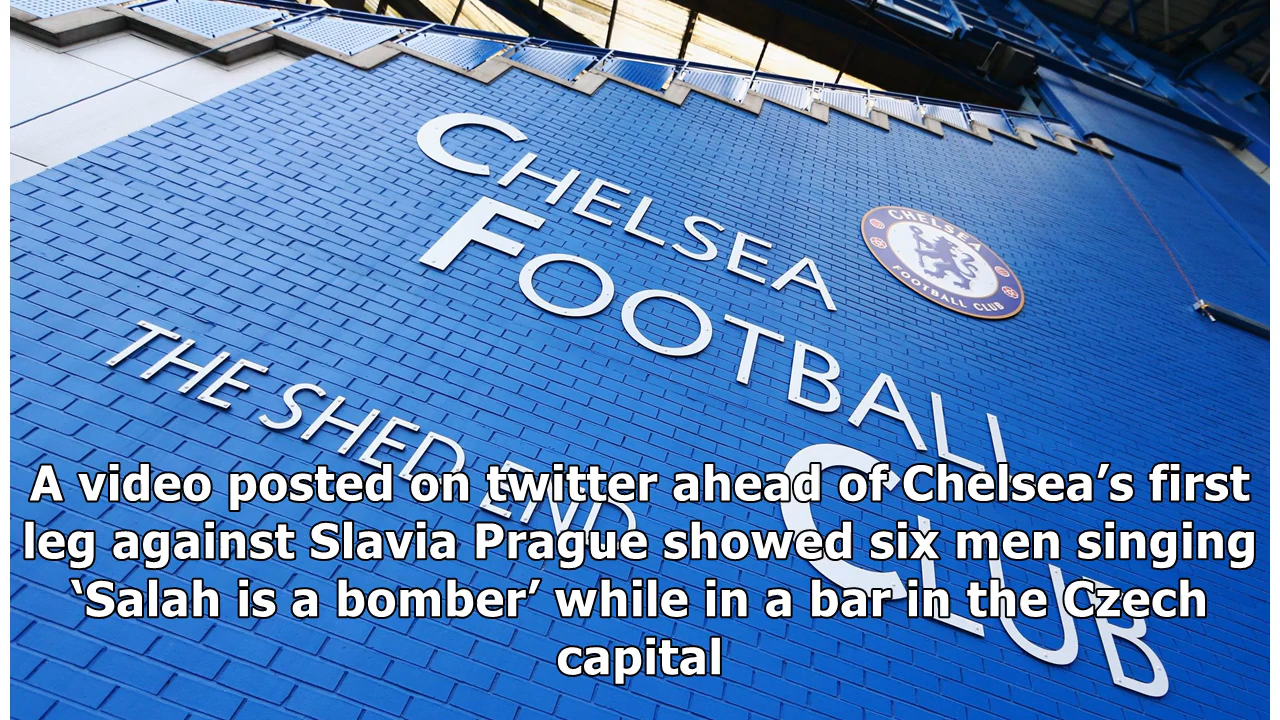 CHELSEA
FOOTBALL
CLUB
CHELSEA
FOOTBALL CLUB
THE SHED END
A video posted on twitter ahead of Chelsea’s first
leg against Slavia Prague showed six men singing
‘Salah is a bomber’ while in a bar in the Czech
capital